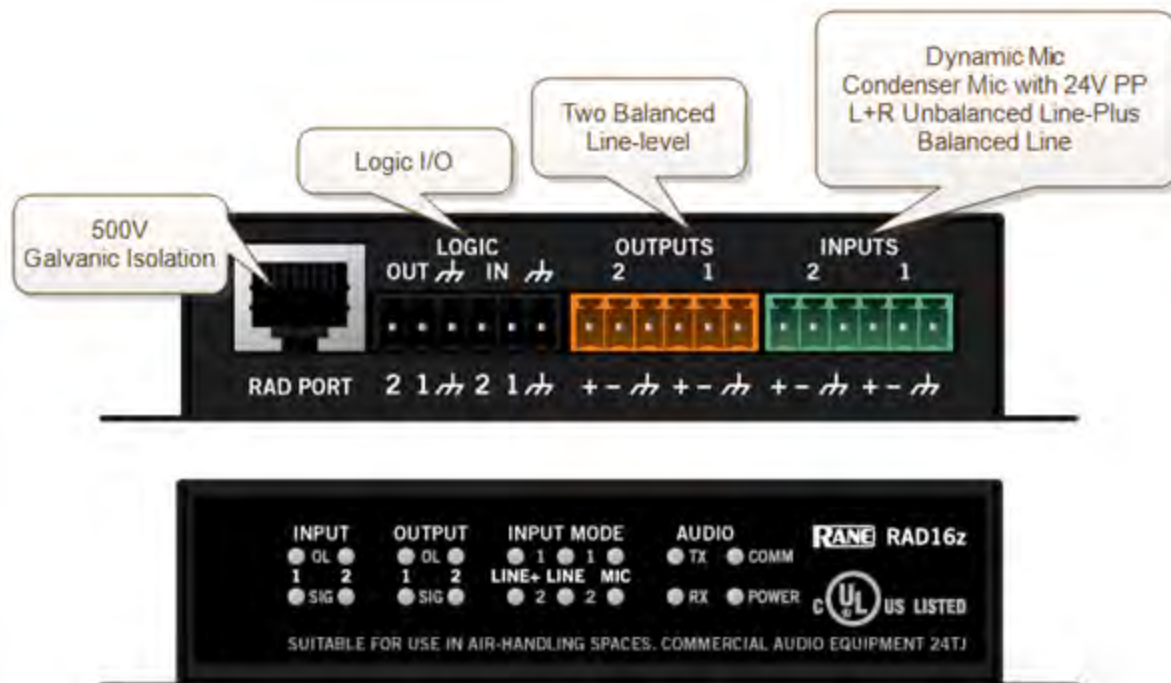 Dynamic Mic
Condenser Mic with 24V PP
L+R Unbalanced Line-Plus
Balanced Line
Two Balanced
Line-level
Logic I/O
500V
Galvanic Isolation
LOGIC
OUT IN
OUTPUTS
2 1
INPUTS
2 1
RAD PORT
2 1 2 1
+ - + -
+ - + -
INPUT
OL
1 2
SIG
OUTPUT
OL
1 2
SIG
INPUT MODE
1 1
LINE+ LINE MIC
2 2
AUDIO
TX COMM
RX POWER
RANE RAD16z
C UL US LISTED
SUITABLE FOR USE IN AIR-HANDLING SPACES. COMMERCIAL AUDIO EQUIPMENT 24TJ